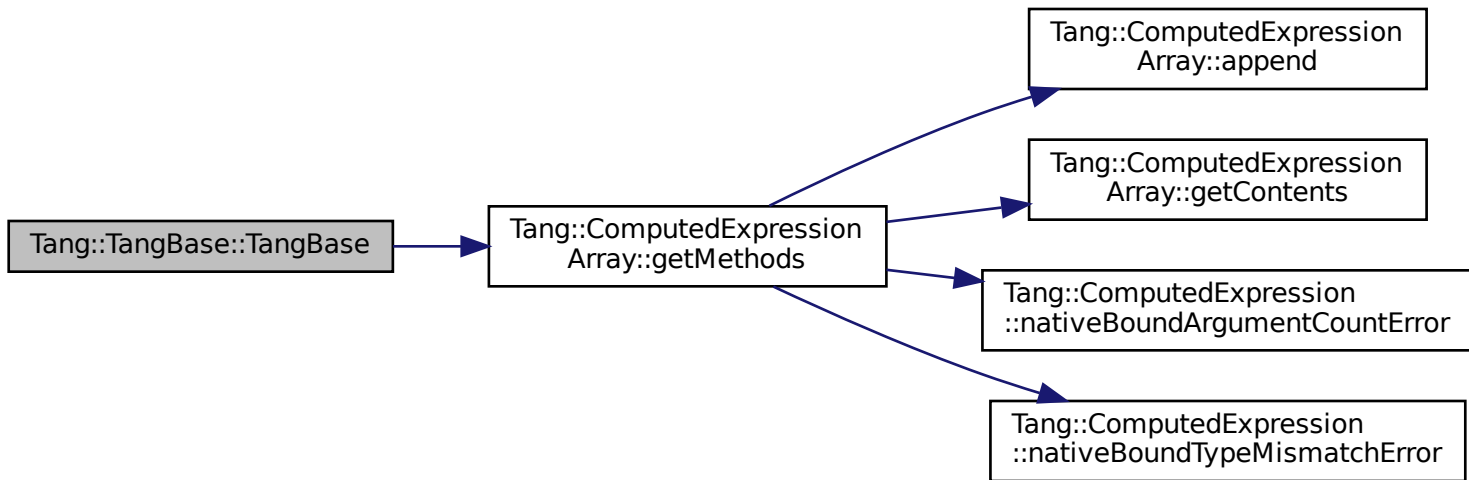 Tang::TangBase::TangBase
Tang::ComputedExpression
Array::getMethods
Tang::ComputedExpression
Array::append
Tang::ComputedExpression
Array::getContents
Tang::ComputedExpression
::nativeBoundArgumentCountError
Tang::ComputedExpression
::nativeBoundTypeMismatchError